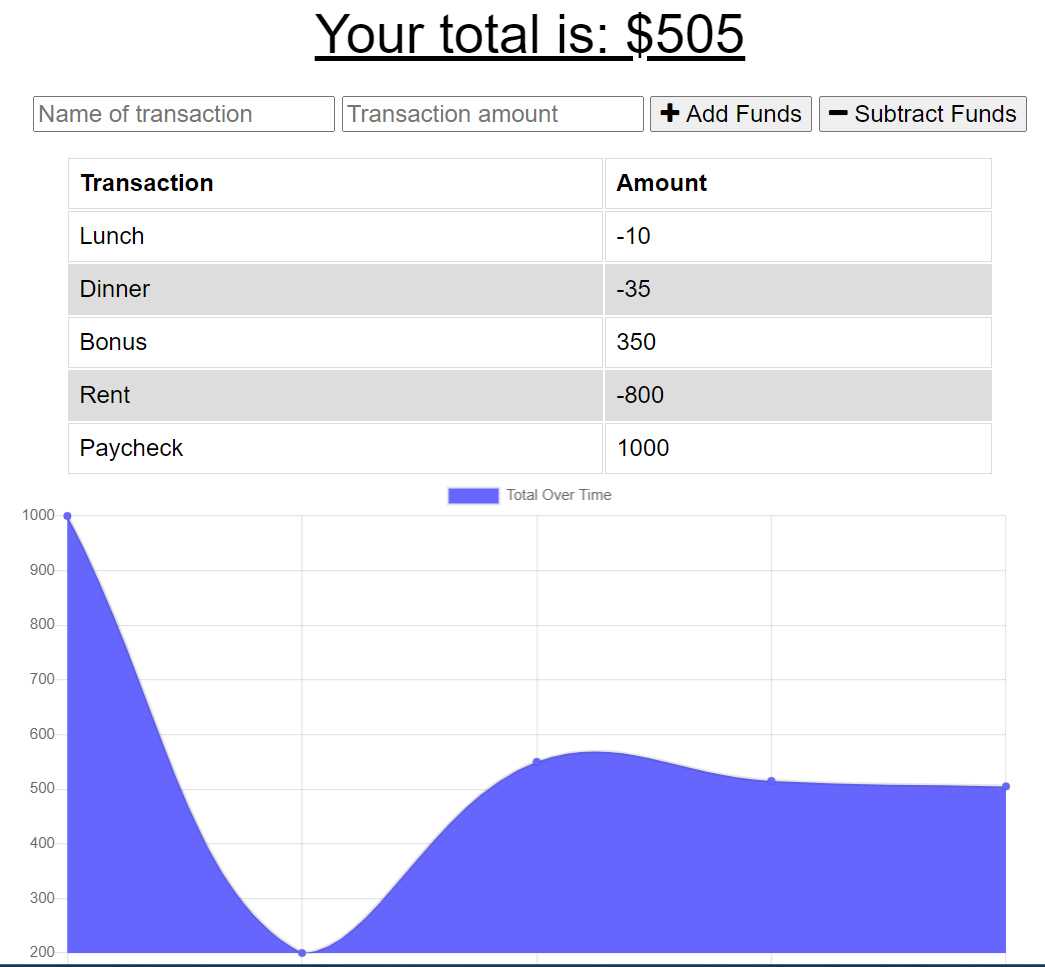 Your total is: $505
Name of transaction Transaction amount + Add Funds − Subtract Funds
Transaction Amount
Lunch -10
Dinner -35
Bonus 350
Rent -800
Paycheck 1000
Total Over Time
1000
900
800
700
600
500
400
300
200